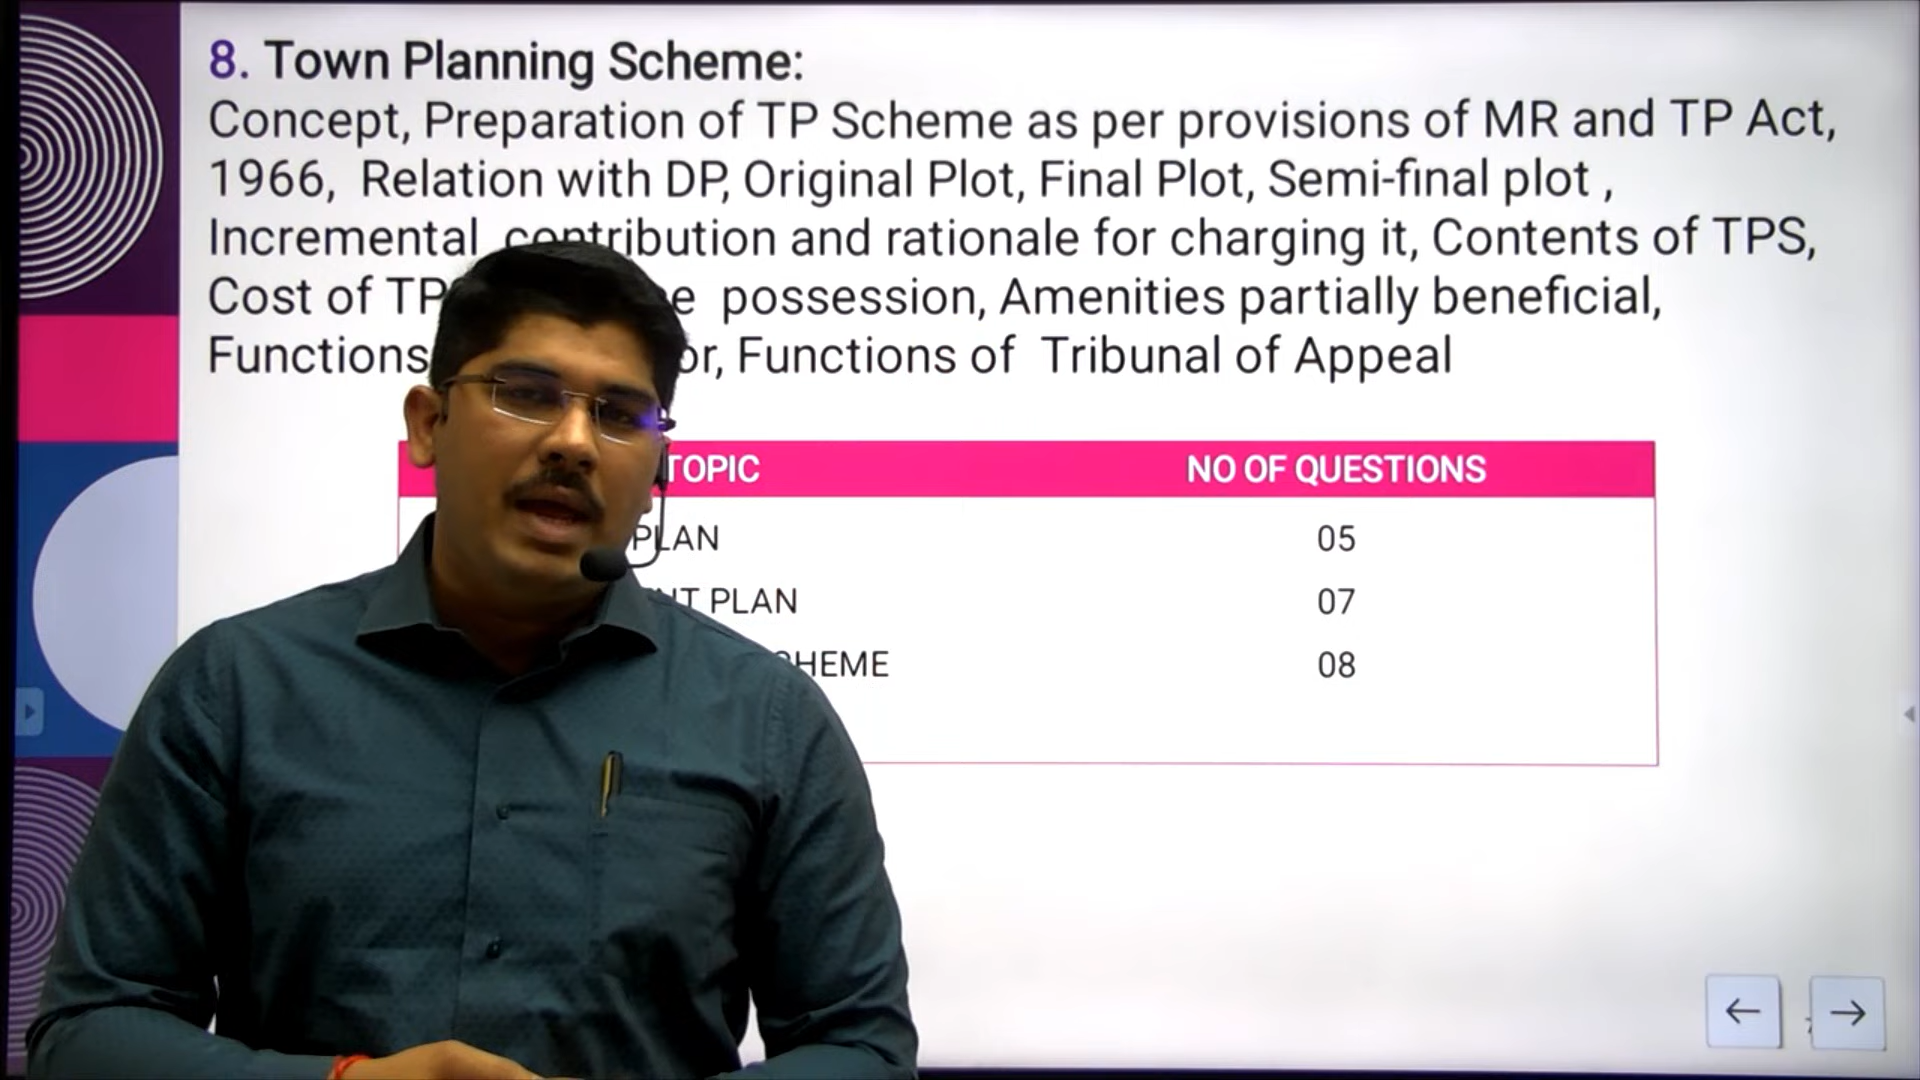 8. Town Planning Scheme:
Concept, Preparation of TP Scheme as per provisions of MR and TP Act,
1966, Relation with DP, Original Plot, Final Plot, Semi-final plot ,
Incremental contribution and rationale for charging it, Contents of TPS,
Cost of possession, Amenities partially beneficial,
Functions Functions of Tribunal of Appeal
TOPIC NO OF QUESTIONS
PLAN 05
PLAN 07
08